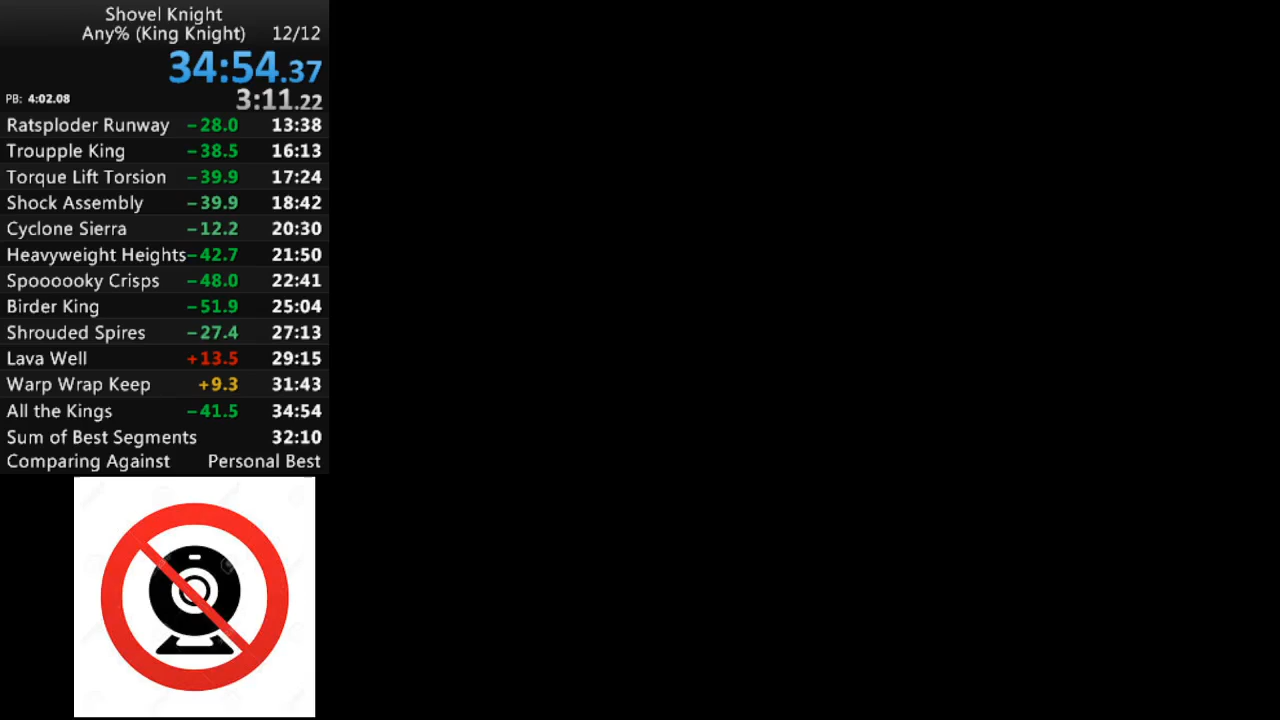 Shovel Knight
Any% (King Knight) 12/12
34:54.37
PB: 4:02.08 3:11.22
Ratsploder Runway −28.0 13:38
Troupple King −38.5 16:13
Torque Lift Torsion −39.9 17:24
Shock Assembly −39.9 18:42
Cyclone Sierra −12.2 20:30
Heavyweight Heights −42.7 21:50
Spoooooky Crisps −48.0 22:41
Birder King −51.9 25:04
Shrouded Spires −27.4 27:13
Lava Well +13.5 29:15
Warp Wrap Keep +9.3 31:43
All the Kings −41.5 34:54
Sum of Best Segments 32:10
Comparing Against Personal Best